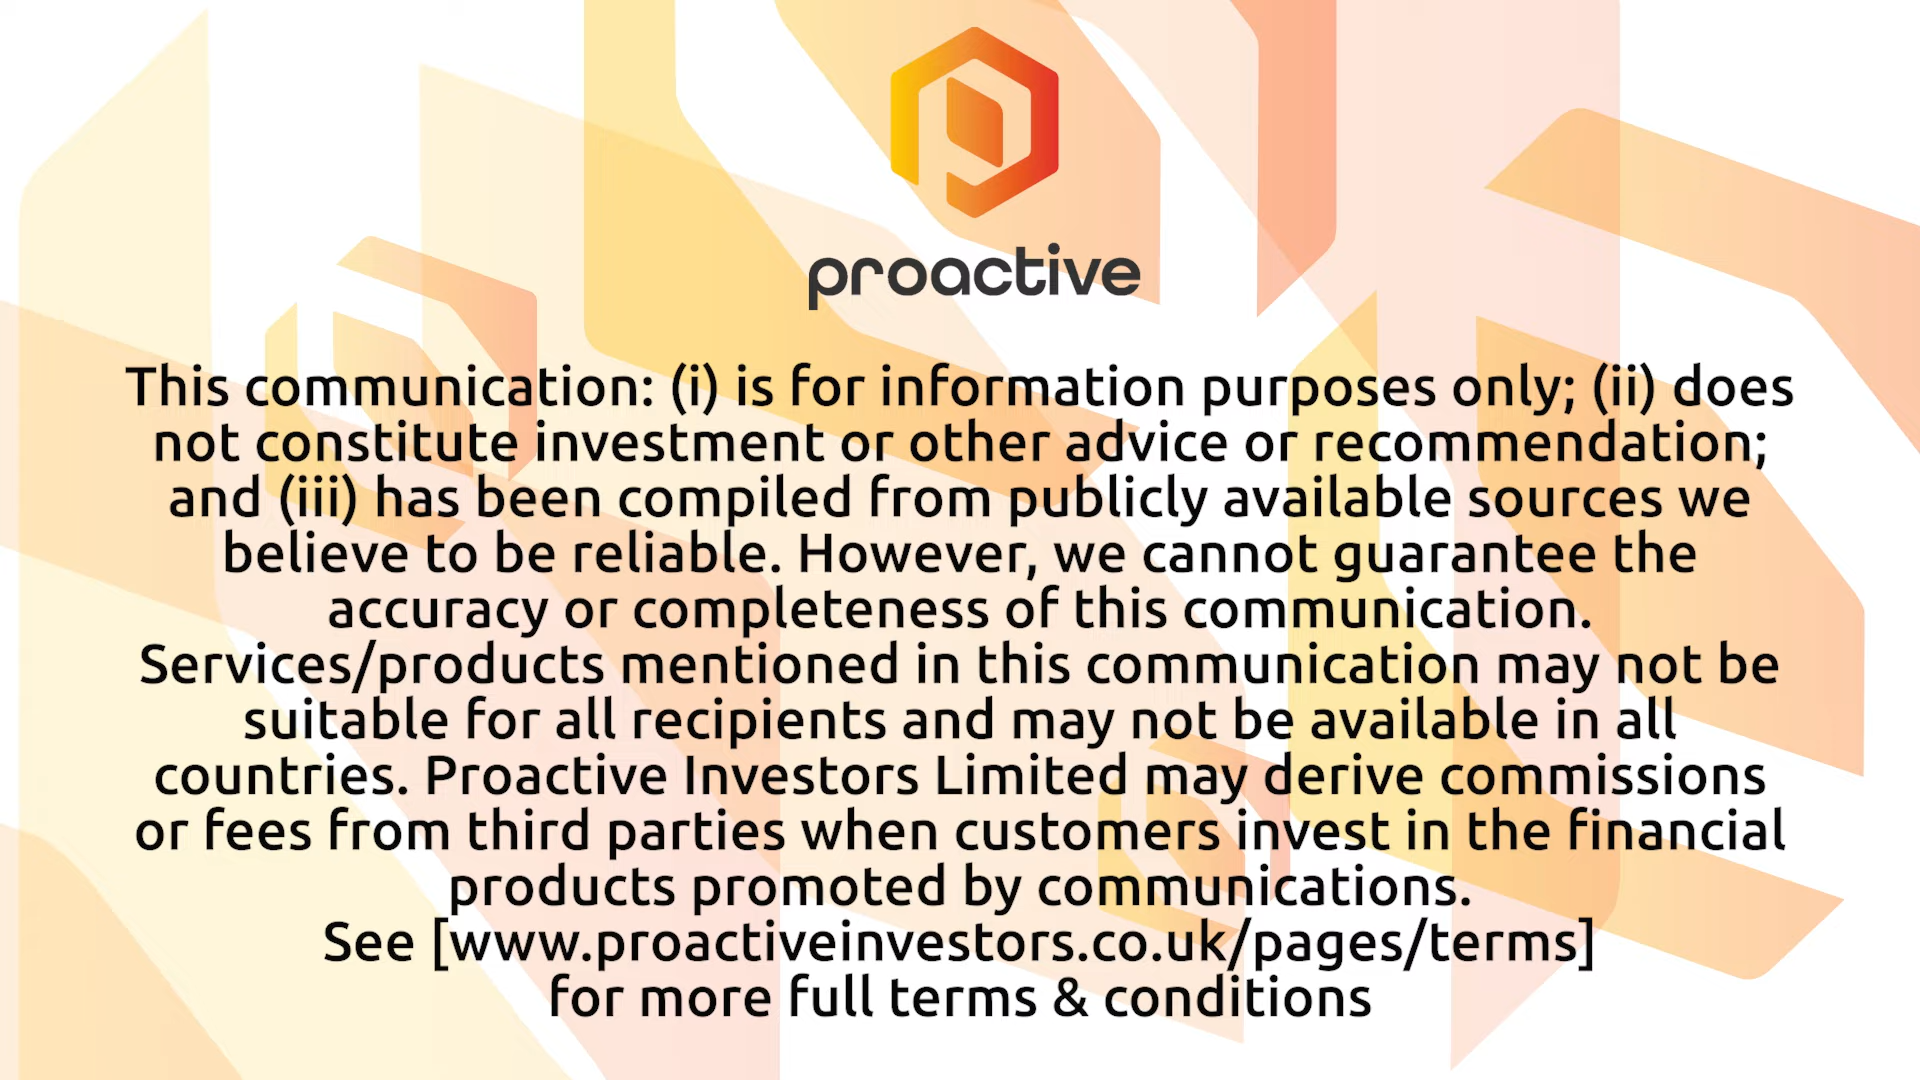 proactive
This communication: (i) is for information purposes only; (ii) does
not constitute investment or other advice or recommendation;
and (iii) has been compiled from publicly available sources we
believe to be reliable. However, we cannot guarantee the
accuracy or completeness of this communication.
Services/products mentioned in this communication may not be
suitable for all recipients and may not be available in all
countries. Proactive Investors Limited may derive commissions
or fees from third parties when customers invest in the financial
products promoted by communications.
See [www.proactiveinvestors.co.uk/pages/terms]
for more full terms & conditions